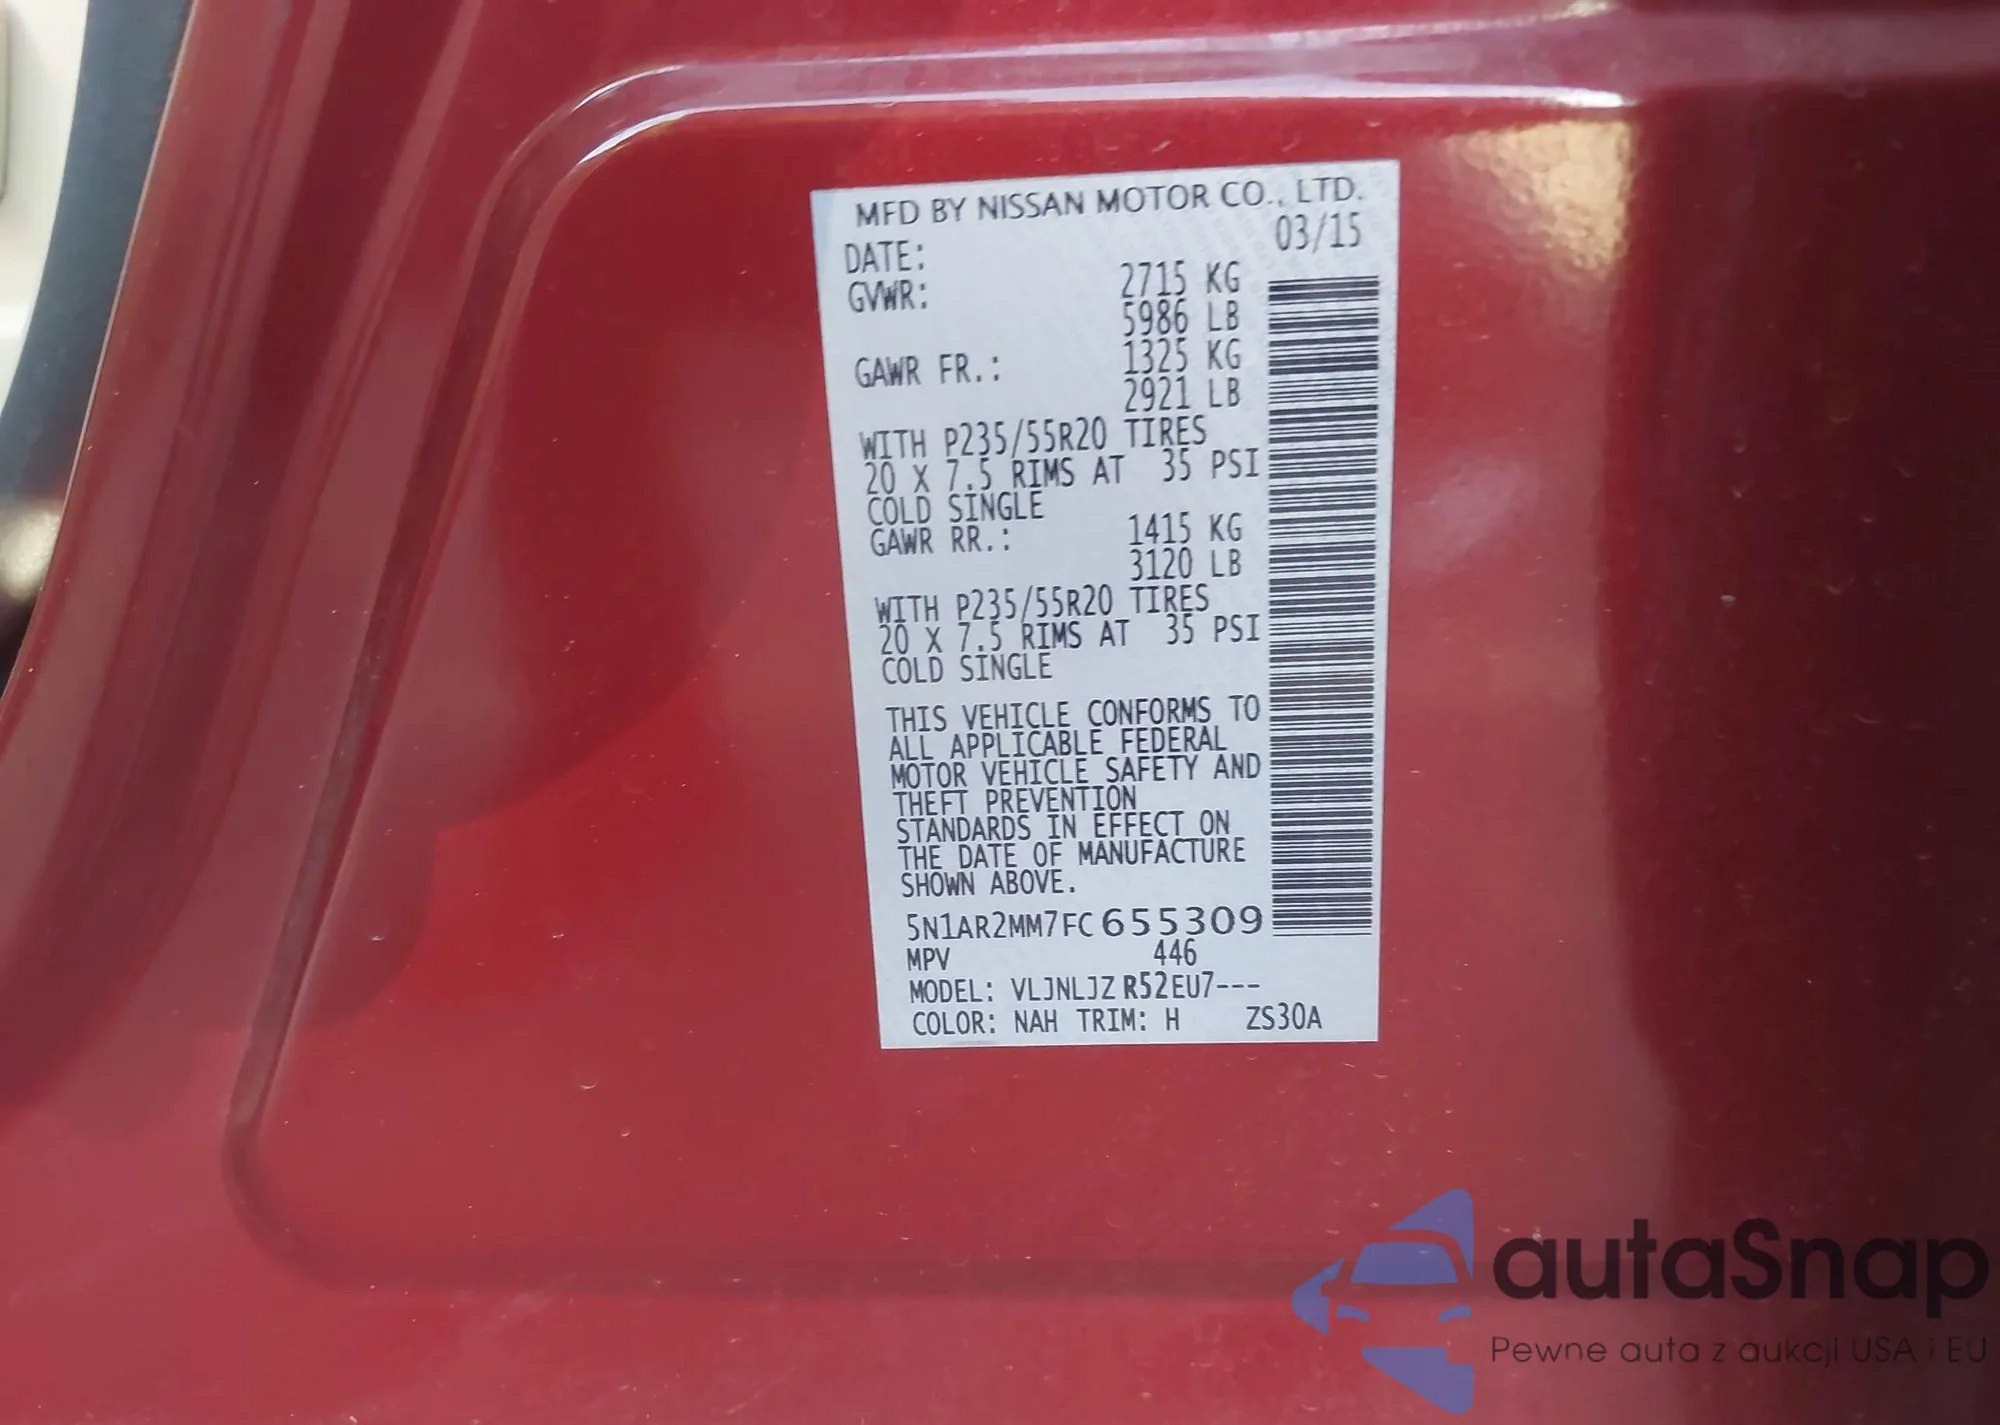 MFD BY NISSAN MOTOR CO., LTD.
DATE: 03/15
GVWR: 2715 KG
5986 LB
GAWR FR.: 1325 KG
2921 LB
WITH P235/55R20 TIRES
20 X 7.5 RIMS AT 35 PSI
COLD SINGLE
GAWR RR.: 1415 KG
3120 LB
WITH P235/55R20 TIRES
20 X 7.5 RIMS AT 35 PSI
COLD SINGLE
THIS VEHICLE CONFORMS TO
ALL APPLICABLE FEDERAL
MOTOR VEHICLE SAFETY AND
THEFT PREVENTION
STANDARDS IN EFFECT ON
THE DATE OF MANUFACTURE
SHOWN ABOVE.
5N1AR2MM7FC655309
MPV 446
MODEL: VLJNLJZ R52EU7---
COLOR: NAH TRIM: H ZS30A
autaSnap
Pewne auta z aukcji USA i EU